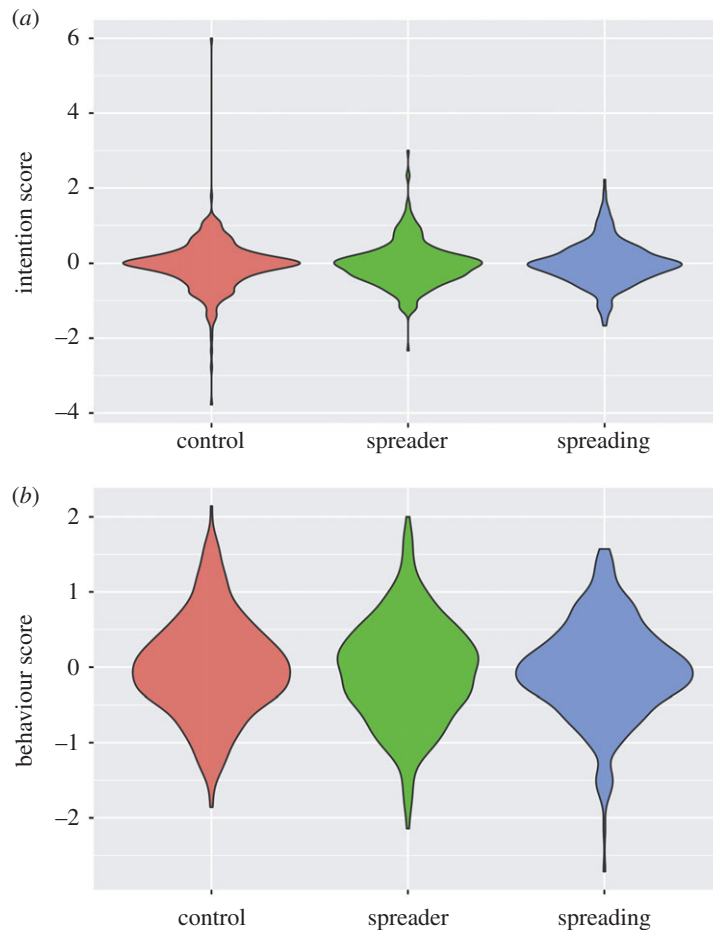 (a)
6
4
2
0
–2
–4
intention score
control spreader spreading
(b)
2
1
0
–1
–2
behaviour score
control spreader spreading